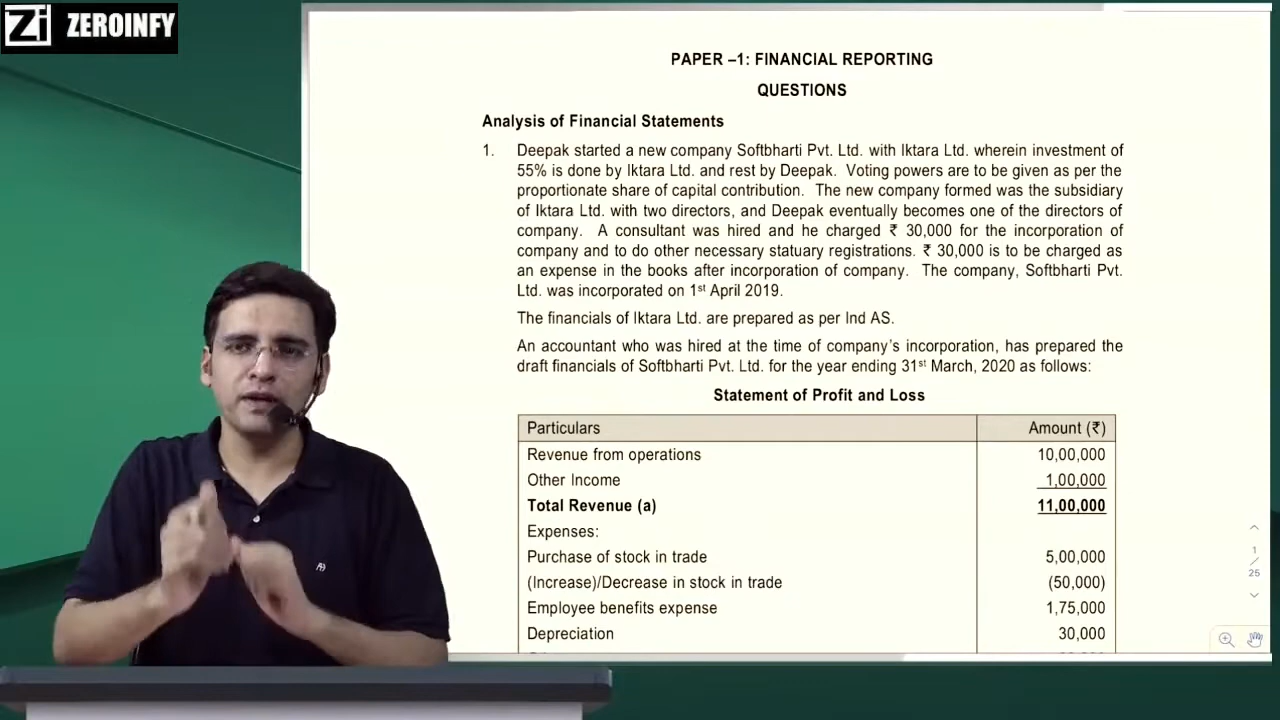 Zi ZEROINFY
PAPER –1: FINANCIAL REPORTING
QUESTIONS
Analysis of Financial Statements
1. Deepak started a new company Softbharti Pvt. Ltd. with Iktara Ltd. wherein investment of
55% is done by Iktara Ltd. and rest by Deepak. Voting powers are to be given as per the
proportionate share of capital contribution. The new company formed was the subsidiary
of Iktara Ltd. with two directors, and Deepak eventually becomes one of the directors of
company. A consultant was hired and he charged ₹ 30,000 for the incorporation of
company and to do other necessary statuary registrations. ₹ 30,000 is to be charged as
an expense in the books after incorporation of company. The company, Softbharti Pvt.
Ltd. was incorporated on 1st April 2019.
The financials of Iktara Ltd. are prepared as per Ind AS.
An accountant who was hired at the time of company's incorporation, has prepared the
draft financials of Softbharti Pvt. Ltd. for the year ending 31st March, 2020 as follows:
Statement of Profit and Loss
Particulars Amount (₹)
Revenue from operations 10,00,000
Other Income 1,00,000
Total Revenue (a) 11,00,000
Expenses:
Purchase of stock in trade 5,00,000
(Increase)/Decrease in stock in trade (50,000)
Employee benefits expense 1,75,000
Depreciation 30,000
1
/
25